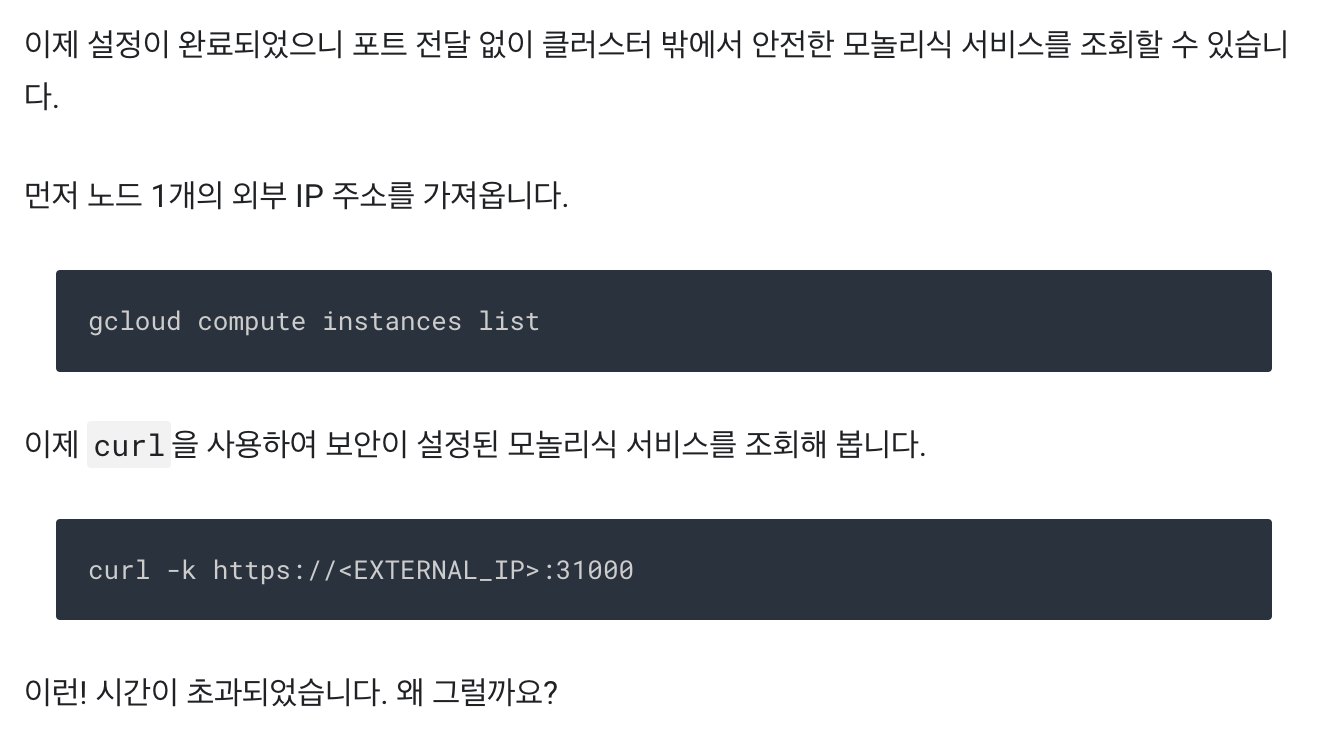 이제 설정이 완료되었으니 포트 전달 없이 클러스터 밖에서 안전한 모놀리식 서비스를 조회할 수 있습니
다.
먼저 노드 1개의 외부 IP 주소를 가져옵니다.
gcloud compute instances list
이제 curl을 사용하여 보안이 설정된 모놀리식 서비스를 조회해 봅니다.
curl -k https://<EXTERNAL_IP>:31000
이런! 시간이 초과되었습니다. 왜 그럴까요?